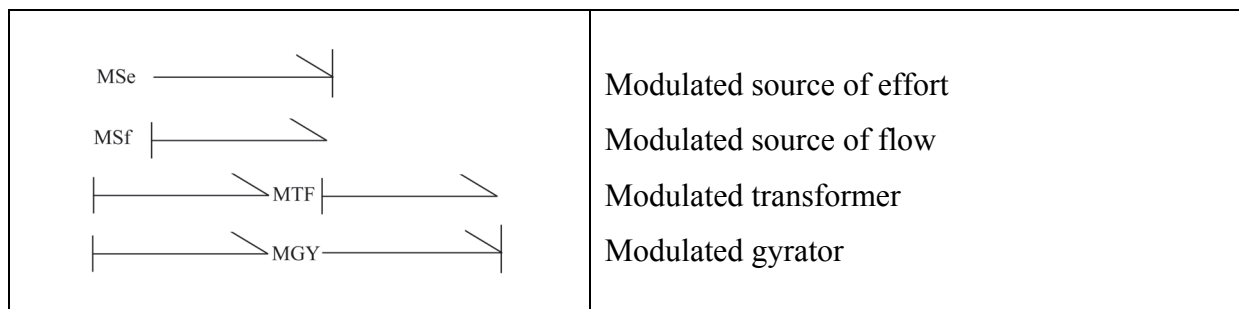 MSe
Modulated source of effort
MSf
Modulated source of flow
MTF
Modulated transformer
MGY
Modulated gyrator